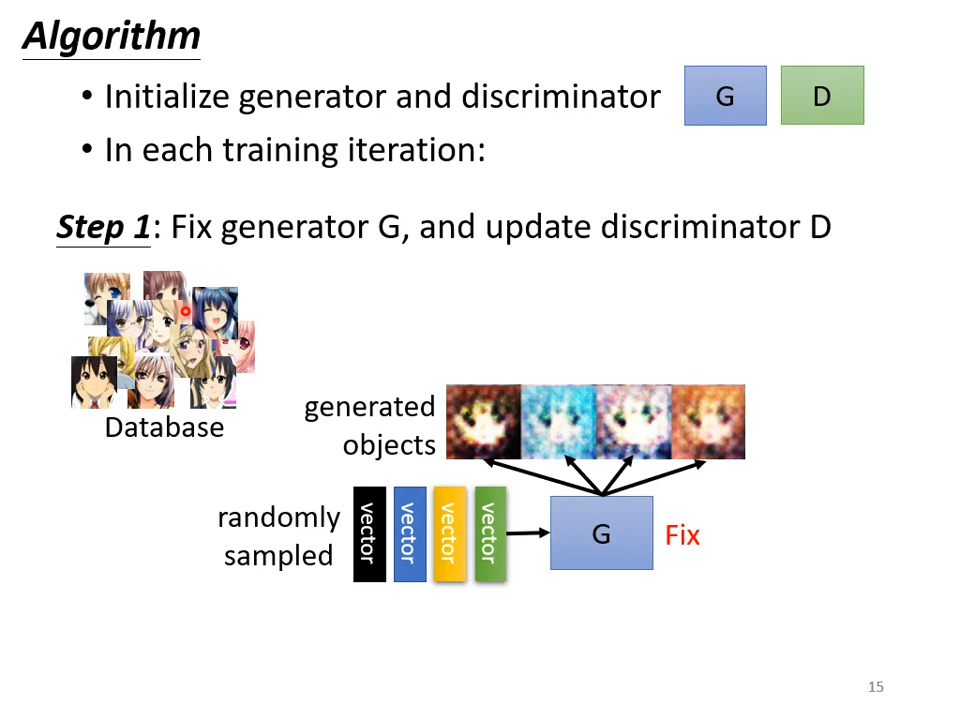 Algorithm
• Initialize generator and discriminator
G
D
• In each training iteration:
Step 1: Fix generator G, and update discriminator D
Database
generated
objects
randomly
sampled
vector
vector
vector
vector
G
Fix
15